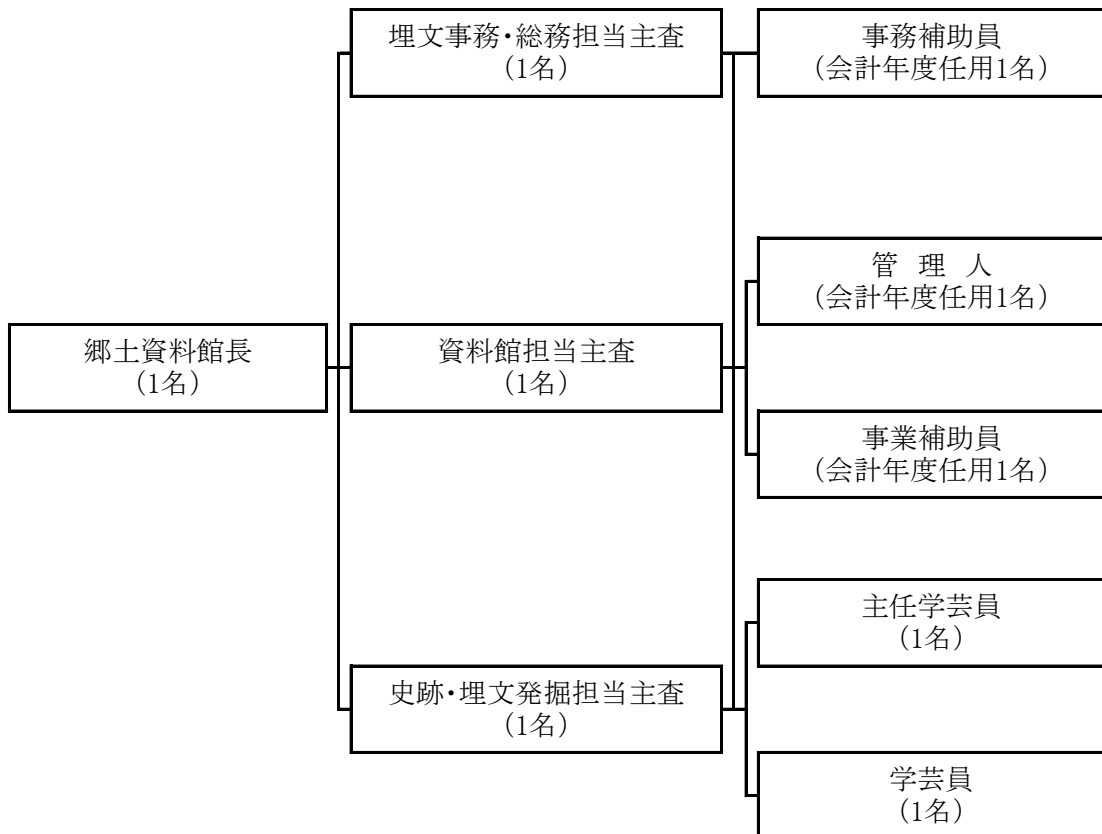 埋文事務・総務担当主査
（1名）
事務補助員
（会計年度任用1名）
管　理　人
（会計年度任用1名）
郷土資料館長
（1名）
資料館担当主査
（1名）
事業補助員
（会計年度任用1名）
主任学芸員
（1名）
史跡・埋文発掘担当主査
（1名）
学芸員
（1名）